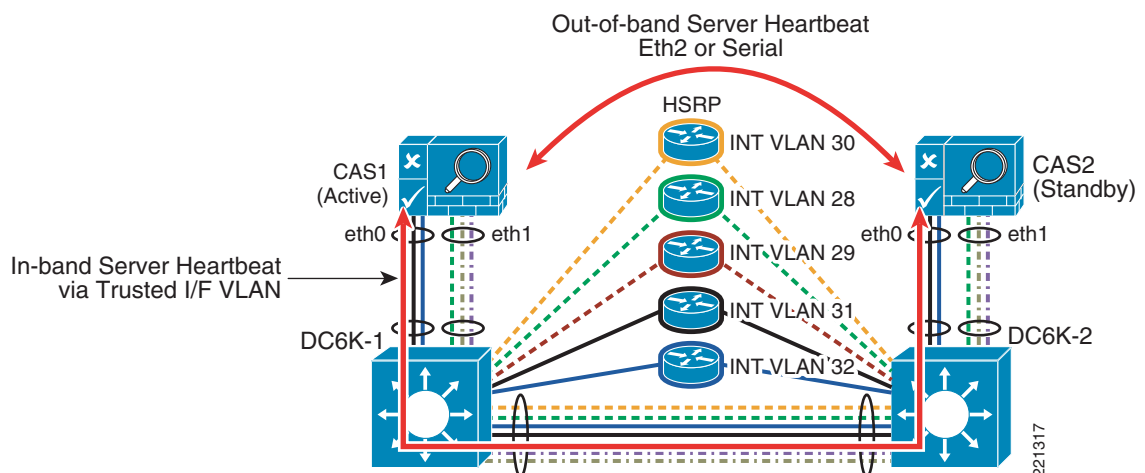 Out-of-band Server Heartbeat
Eth2 or Serial
HSRP
INT VLAN 30
CAS1
(Active)
CAS2
(Standby)
INT VLAN 28
eth0
eth1
eth0
eth1
INT VLAN 29
In-band Server Heartbeat
via Trusted I/F VLAN
INT VLAN 31
DC6K-1
DC6K-2
INT VLAN 32
221317